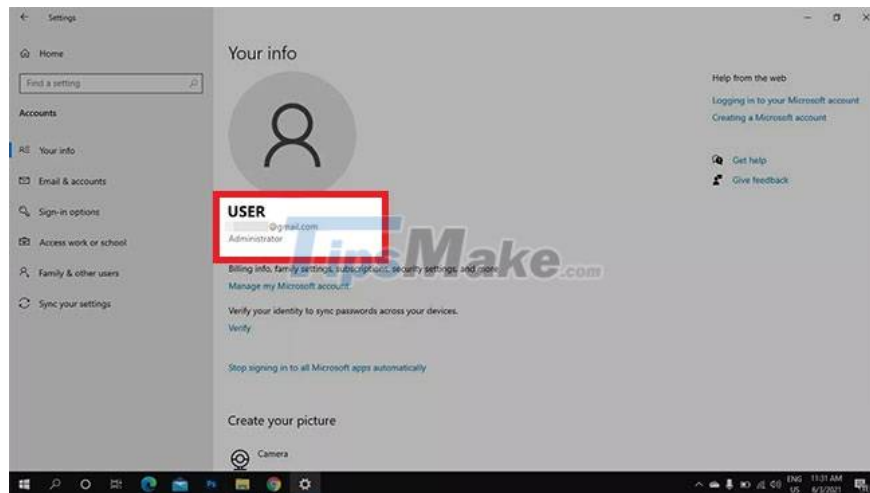 Settings
Home
Find a setting
Accounts
Your info
Email & accounts
Sign-in options
Access work or school
Family & other users
Sync your settings
Your info
USER
@gmail.com
Administrator
Billing info, family settings, subscriptions, security settings, and more
Manage my Microsoft account
Verify your identity to sync passwords across your devices.
Verify
Stop signing in to all Microsoft apps automatically
Create your picture
Camera
Help from the web
Logging in to your Microsoft account
Creating a Microsoft account
Get help
Give feedback
TipsMake.com
Ps
ENG
US
11:31 AM
6/3/2021